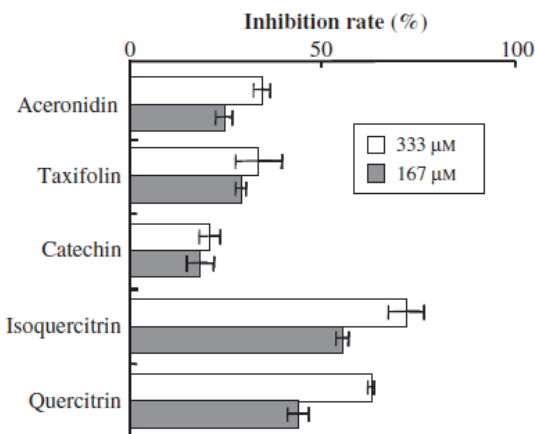 Inhibition rate (%)
0 50 100
Aceronidin
333 μM
167 μM
Taxifolin
Catechin
Isoquercitrin
Quercitrin